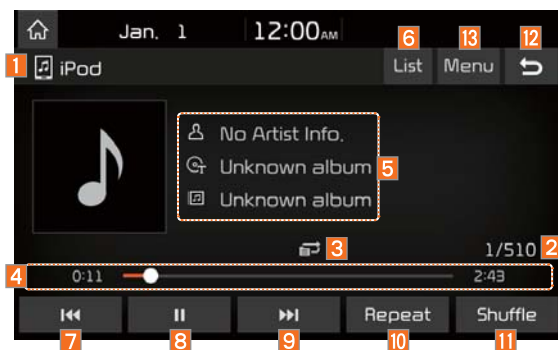 Jan. 1 12:00AM
6 13 12
1 iPod List Menu
No Artist Info.
Unknown album 5
Unknown album
3 1/510 2
4 0:11 2:43
Repeat Shuffle
7 8 9 10 11